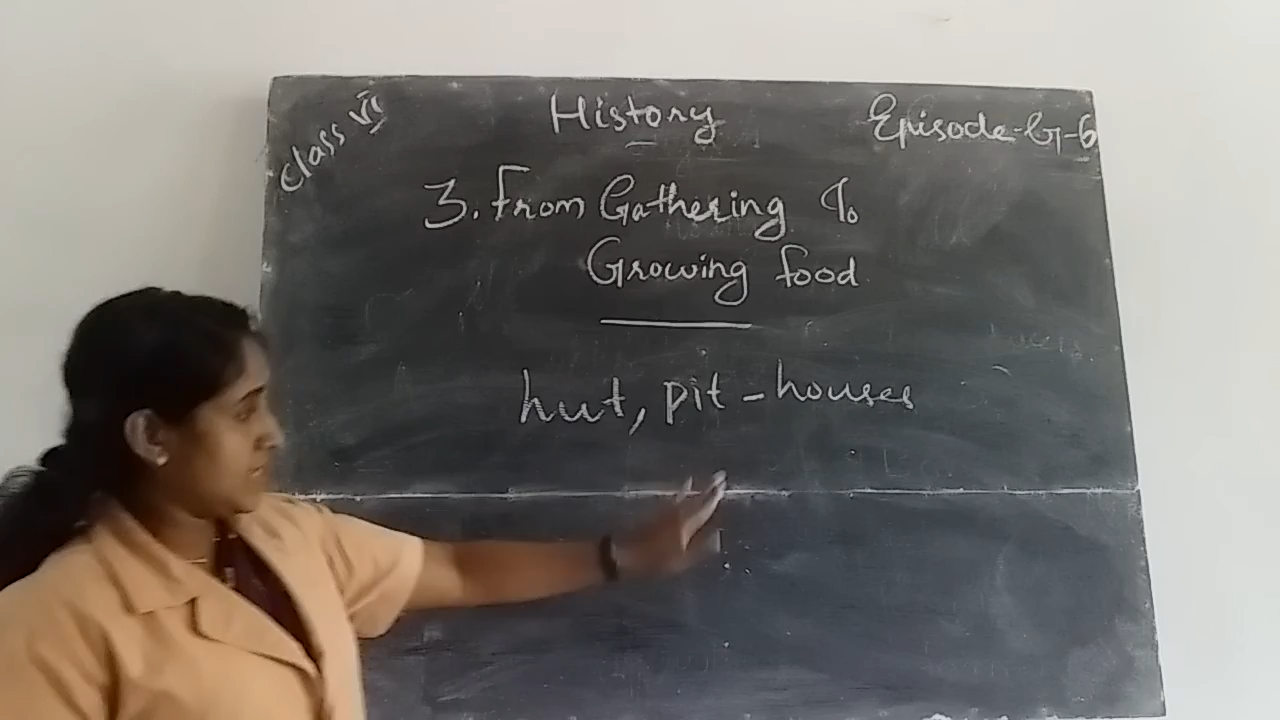 Class VI
History
Episode-G-6
3. From Gathering To
Growing food
hut, pit-houses